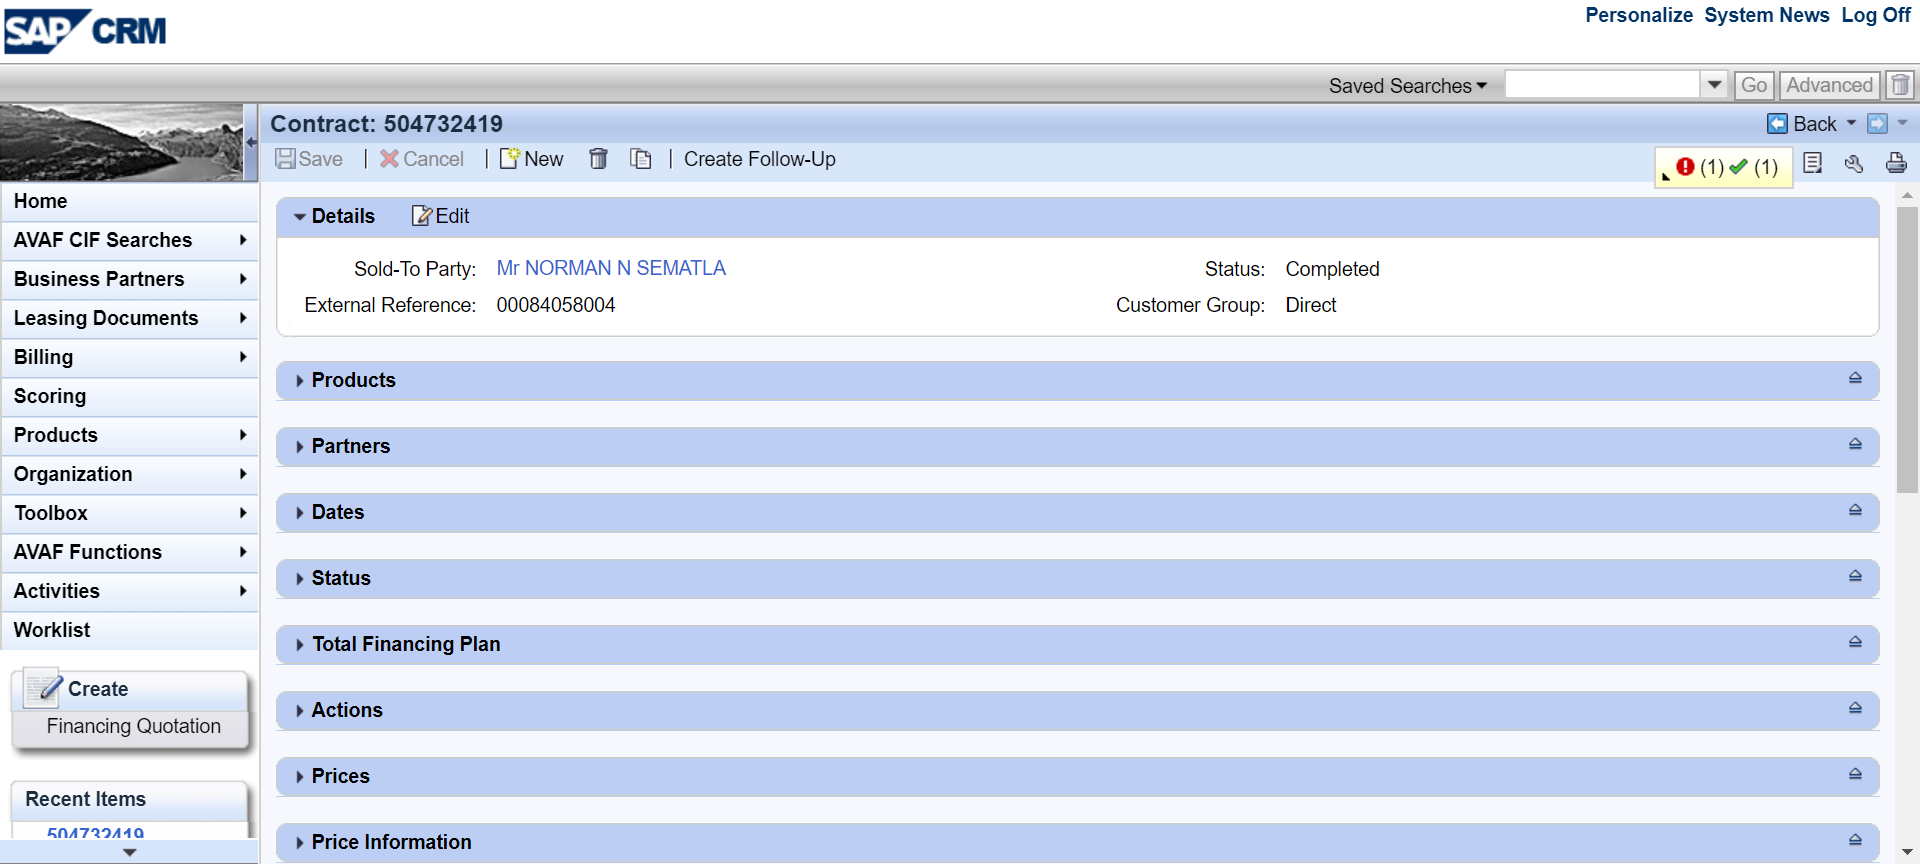 SAP CRM
Personalize System News Log Off
Saved Searches Go Advanced
Contract: 504732419
Back
Save | Cancel | New | Create Follow-Up
(1) (1)
Home
AVAF CIF Searches
Business Partners
Leasing Documents
Billing
Scoring
Products
Organization
Toolbox
AVAF Functions
Activities
Worklist
Create
Financing Quotation
Recent Items
504732419
Details Edit
Sold-To Party: Mr NORMAN N SEMATLA
Status: Completed
External Reference: 00084058004
Customer Group: Direct
Products
Partners
Dates
Status
Total Financing Plan
Actions
Prices
Price Information